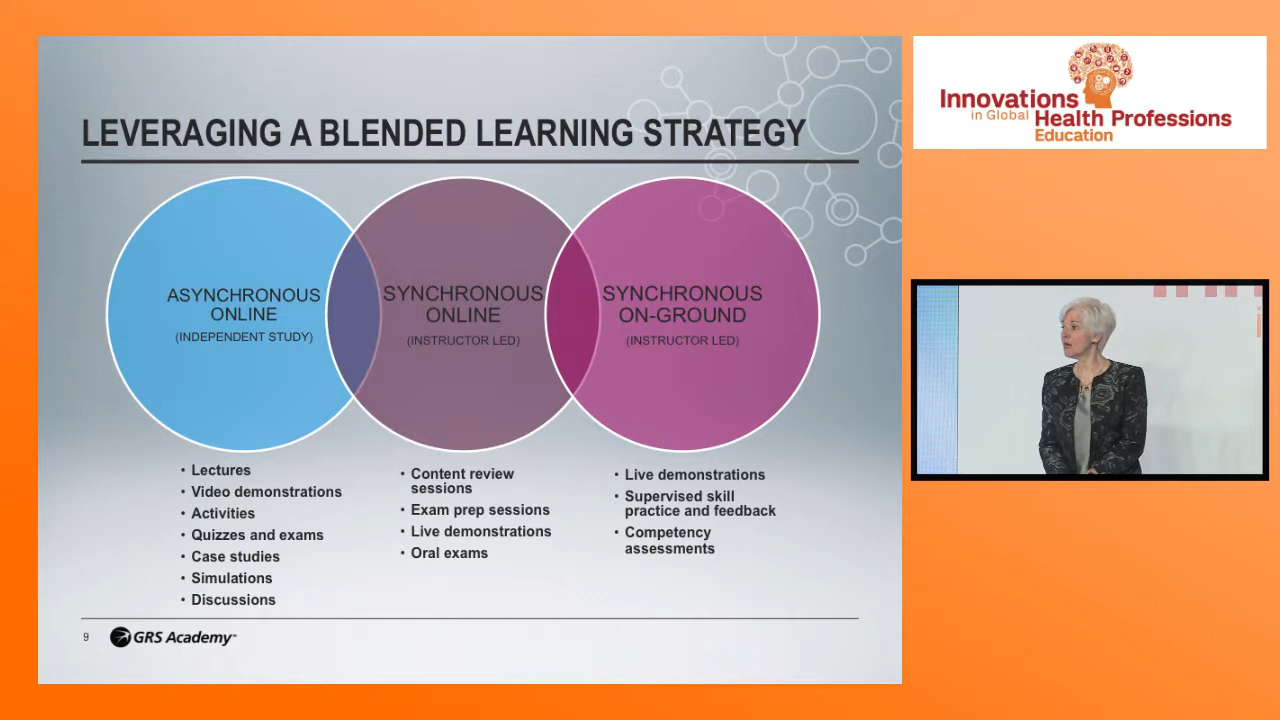 LEVERAGING A BLENDED LEARNING STRATEGY
ASYNCHRONOUS
ONLINE
(INDEPENDENT STUDY)
SYNCHRONOUS
ONLINE
(INSTRUCTOR LED)
SYNCHRONOUS
ON-GROUND
(INSTRUCTOR LED)
• Lectures
• Video demonstrations
• Activities
• Quizzes and exams
• Case studies
• Simulations
• Discussions
• Content review
sessions
• Exam prep sessions
• Live demonstrations
• Oral exams
• Live demonstrations
• Supervised skill
practice and feedback
• Competency
assessments
9
GRS Academy™
Innovations
in Global Health Professions
Education